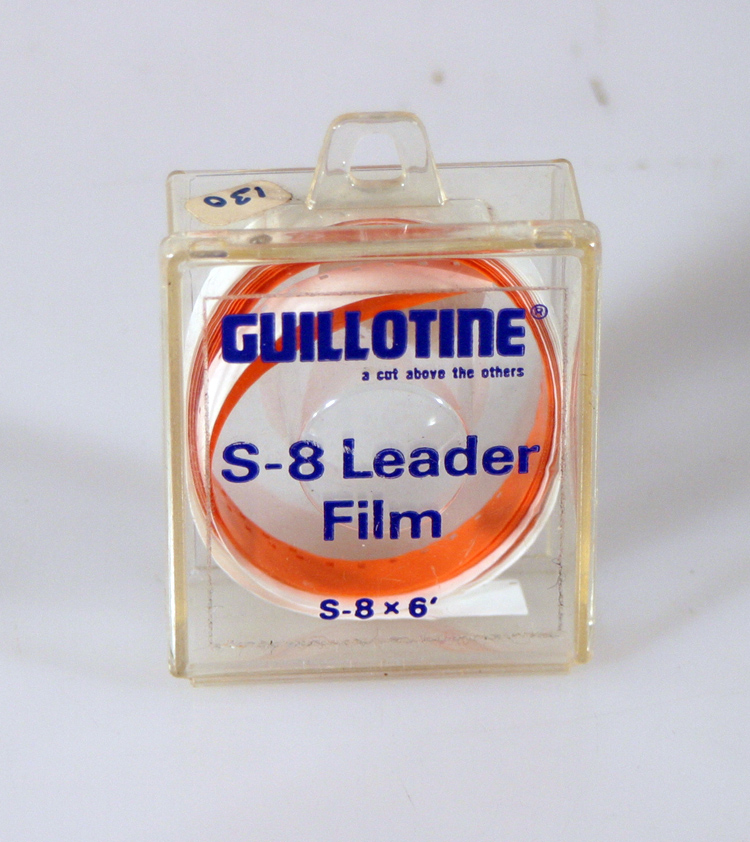 130
GUILLOTINE®
a cut above the others
S-8 Leader
Film
S-8 × 6'